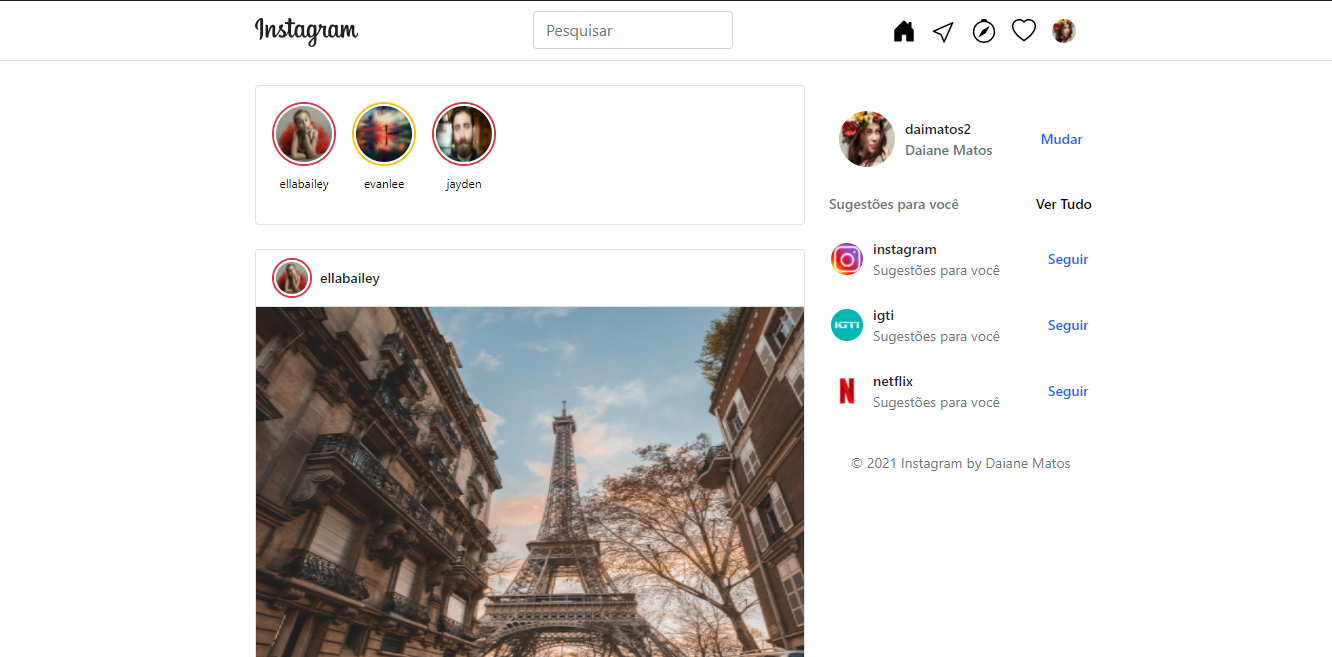 Instagram
Pesquisar
ellabailey
evanlee
jayden
ellabailey
daimatos2
Daiane Matos
Mudar
Sugestões para você
Ver Tudo
instagram
Sugestões para você
Seguir
IGTI
igti
Sugestões para você
Seguir
N
netflix
Sugestões para você
Seguir
© 2021 Instagram by Daiane Matos